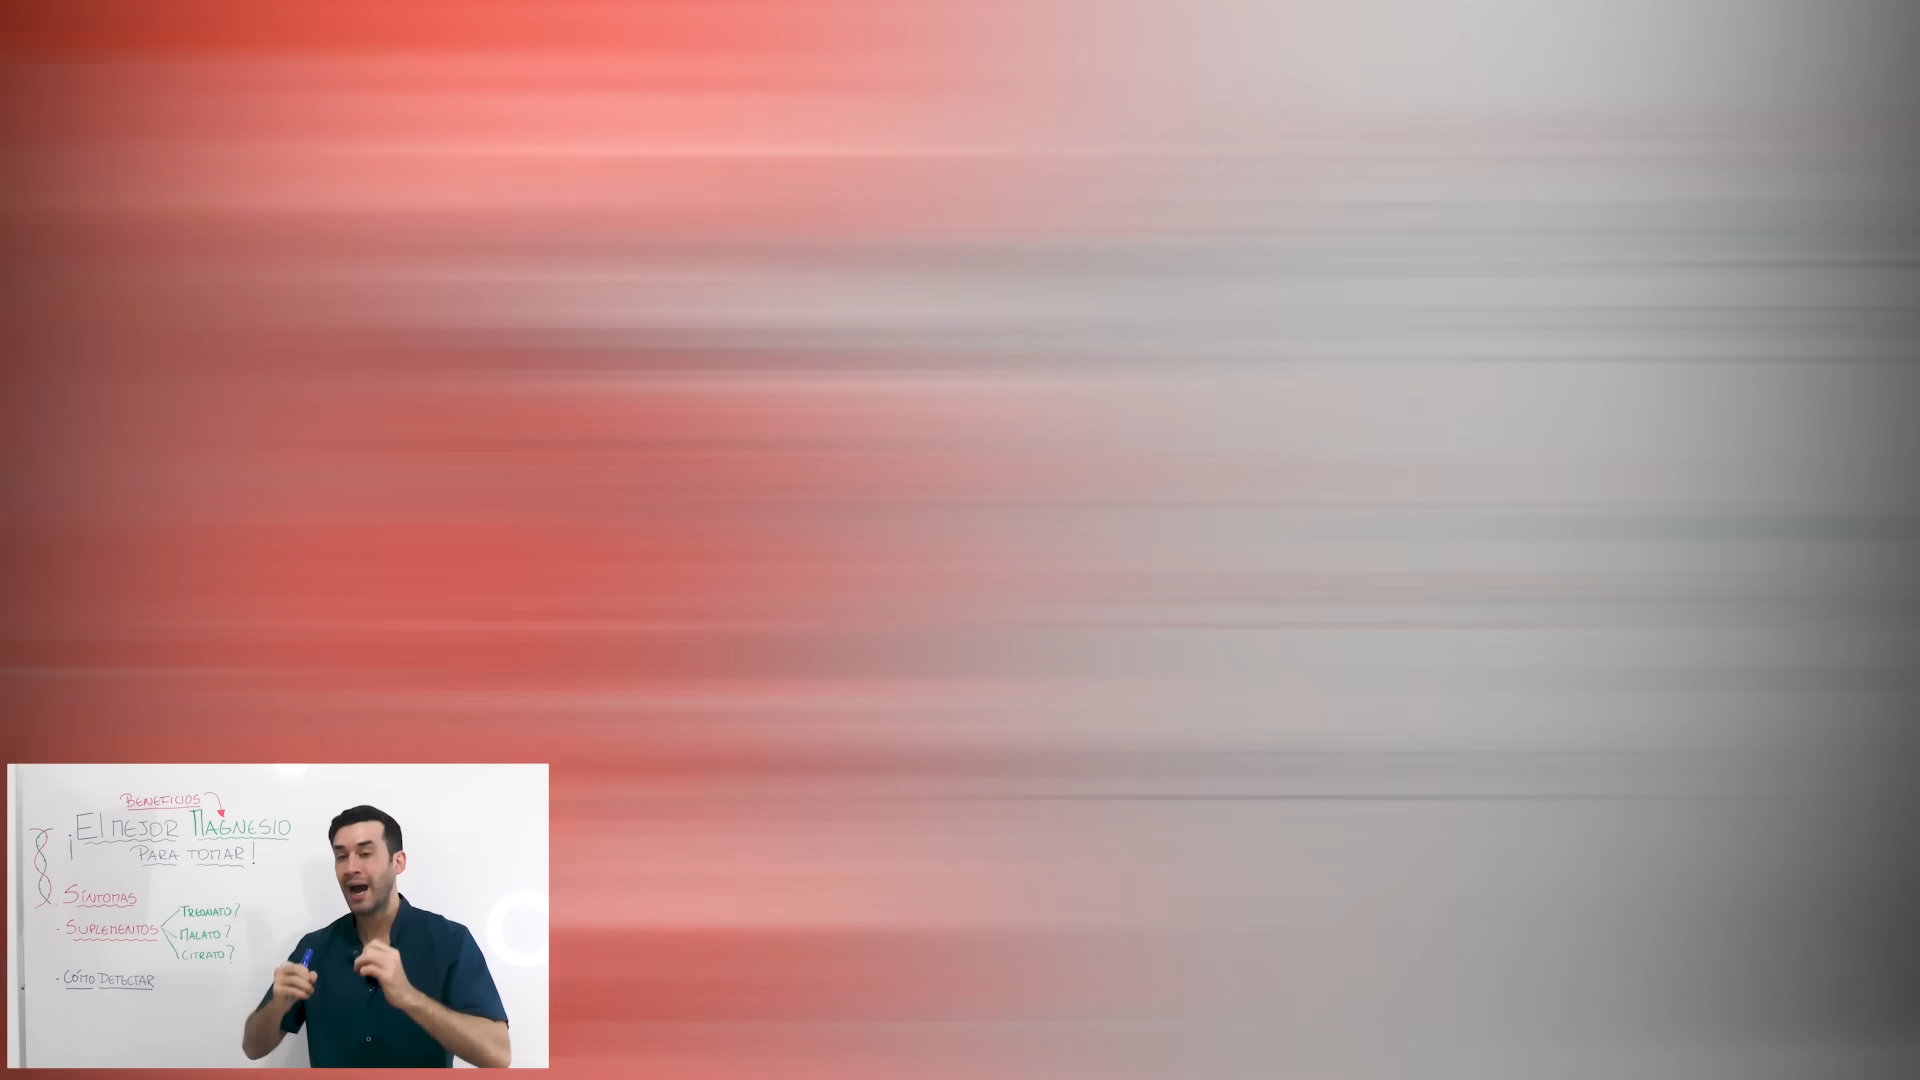 BENEFICIOS
¡El MEJOR MAGNESIO
PARA TOMAR!
SÍNTOMAS
· SUPLEMENTOS
TREONATO?
MALATO?
CITRATO?
· CÓMO DETECTAR